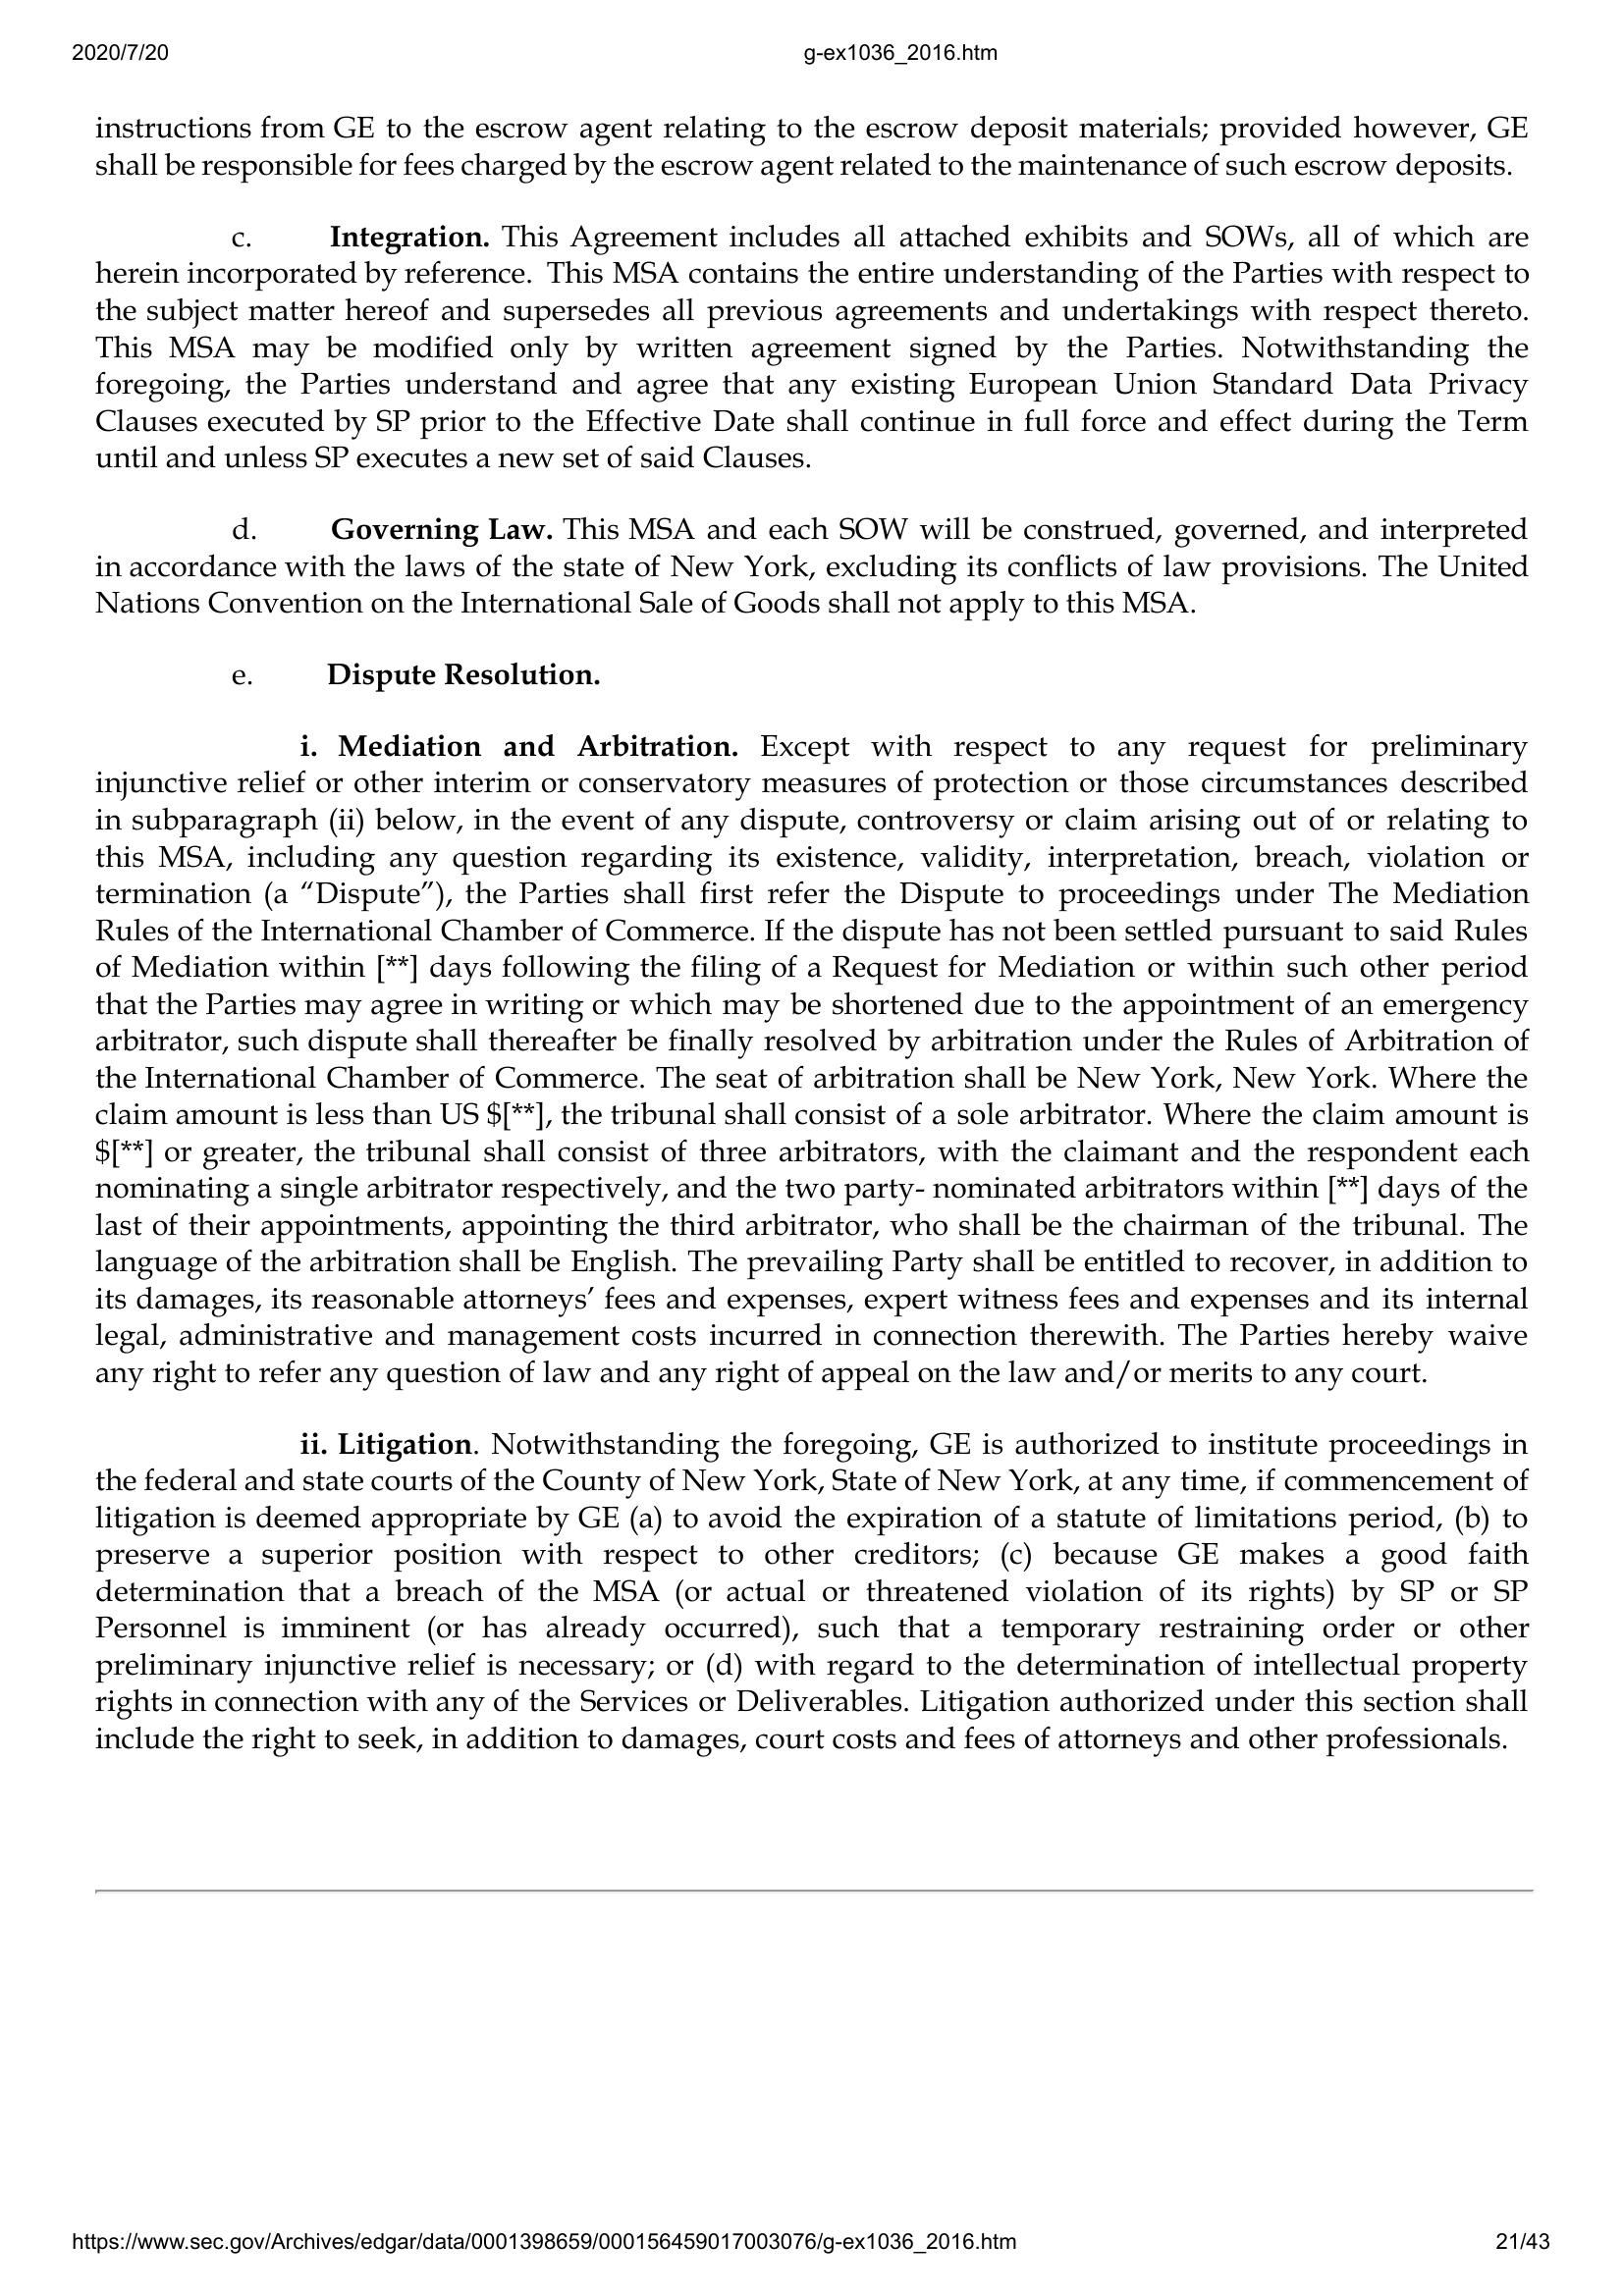 2020/7/20 g-ex1036_2016.htm
instructions from GE to the escrow agent relating to the escrow deposit materials; provided however, GE
shall be responsible for fees charged by the escrow agent related to the maintenance of such escrow deposits.
c. Integration. This Agreement includes all attached exhibits and SOWs, all of which are
herein incorporated by reference. This MSA contains the entire understanding of the Parties with respect to
the subject matter hereof and supersedes all previous agreements and undertakings with respect thereto.
This MSA may be modified only by written agreement signed by the Parties. Notwithstanding the
foregoing, the Parties understand and agree that any existing European Union Standard Data Privacy
Clauses executed by SP prior to the Effective Date shall continue in full force and effect during the Term
until and unless SP executes a new set of said Clauses.
d. Governing Law. This MSA and each SOW will be construed, governed, and interpreted
in accordance with the laws of the state of New York, excluding its conflicts of law provisions. The United
Nations Convention on the International Sale of Goods shall not apply to this MSA.
e. Dispute Resolution.
i. Mediation and Arbitration. Except with respect to any request for preliminary
injunctive relief or other interim or conservatory measures of protection or those circumstances described
in subparagraph (ii) below, in the event of any dispute, controversy or claim arising out of or relating to
this MSA, including any question regarding its existence, validity, interpretation, breach, violation or
termination (a “Dispute”), the Parties shall first refer the Dispute to proceedings under The Mediation
Rules of the International Chamber of Commerce. If the dispute has not been settled pursuant to said Rules
of Mediation within [**] days following the filing of a Request for Mediation or within such other period
that the Parties may agree in writing or which may be shortened due to the appointment of an emergency
arbitrator, such dispute shall thereafter be finally resolved by arbitration under the Rules of Arbitration of
the International Chamber of Commerce. The seat of arbitration shall be New York, New York. Where the
claim amount is less than US $[**], the tribunal shall consist of a sole arbitrator. Where the claim amount is
$[**] or greater, the tribunal shall consist of three arbitrators, with the claimant and the respondent each
nominating a single arbitrator respectively, and the two party- nominated arbitrators within [**] days of the
last of their appointments, appointing the third arbitrator, who shall be the chairman of the tribunal. The
language of the arbitration shall be English. The prevailing Party shall be entitled to recover, in addition to
its damages, its reasonable attorneys’ fees and expenses, expert witness fees and expenses and its internal
legal, administrative and management costs incurred in connection therewith. The Parties hereby waive
any right to refer any question of law and any right of appeal on the law and/or merits to any court.
ii. Litigation. Notwithstanding the foregoing, GE is authorized to institute proceedings in
the federal and state courts of the County of New York, State of New York, at any time, if commencement of
litigation is deemed appropriate by GE (a) to avoid the expiration of a statute of limitations period, (b) to
preserve a superior position with respect to other creditors; (c) because GE makes a good faith
determination that a breach of the MSA (or actual or threatened violation of its rights) by SP or SP
Personnel is imminent (or has already occurred), such that a temporary restraining order or other
preliminary injunctive relief is necessary; or (d) with regard to the determination of intellectual property
rights in connection with any of the Services or Deliverables. Litigation authorized under this section shall
include the right to seek, in addition to damages, court costs and fees of attorneys and other professionals.
https://www.sec.gov/Archives/edgar/data/0001398659/000156459017003076/g-ex1036_2016.htm 21/43